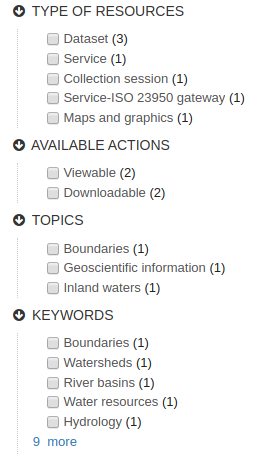 TYPE OF RESOURCES
Dataset (3)
Service (1)
Collection session (1)
Service-ISO 23950 gateway (1)
Maps and graphics (1)
AVAILABLE ACTIONS
Viewable (2)
Downloadable (2)
TOPICS
Boundaries (1)
Geoscientific information (1)
Inland waters (1)
KEYWORDS
Boundaries (1)
Watersheds (1)
River basins (1)
Water resources (1)
Hydrology (1)
9 more